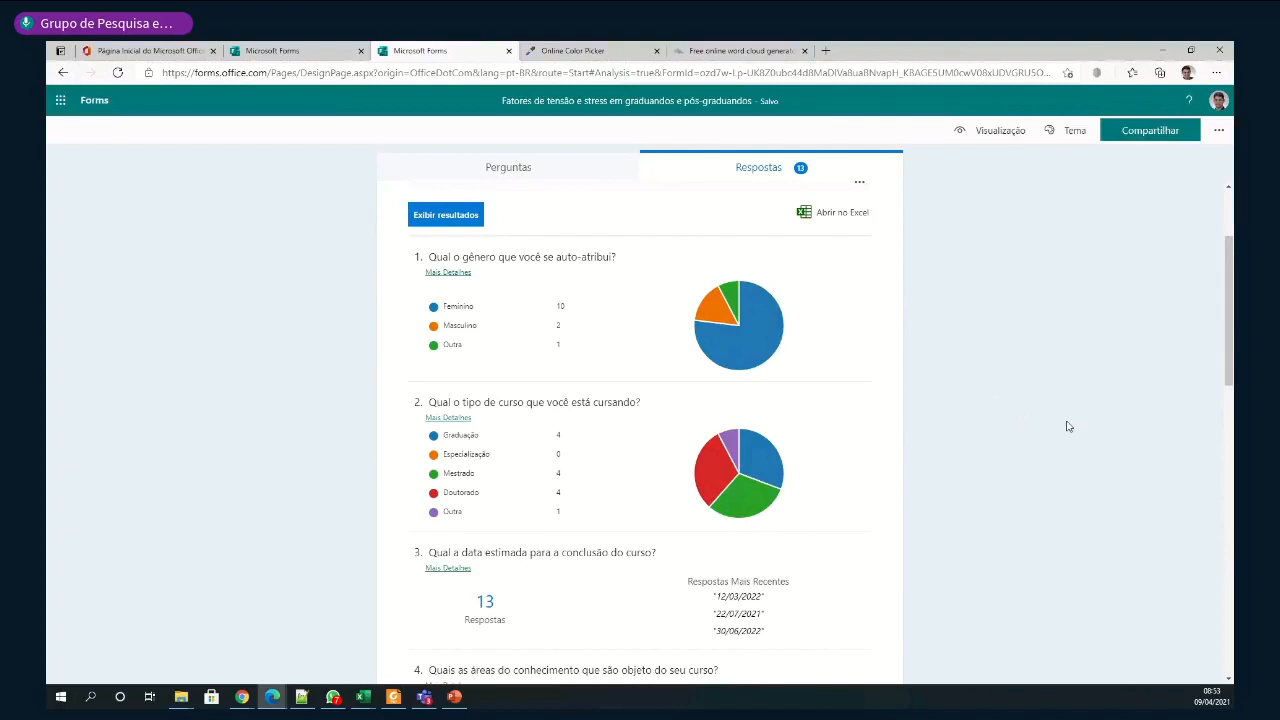 Grupo de Pesquisa e...
Página Inicial do Microsoft Office
Microsoft Forms
Microsoft Forms
Online Color Picker
Free online word cloud generato
Forms
Fatores de tensão e stress em graduandos e pós-graduandos - Salvo
?
Visualização
Tema
Compartilhar
Perguntas
Respostas 13
Exibir resultados
Abrir no Excel
1. Qual o gênero que você se auto-atribui?
Mais Detalhes
Feminino 10
Masculino 2
Outra 1
2. Qual o tipo de curso que você está cursando?
Mais Detalhes
Graduação 4
Especialização 0
Mestrado 4
Doutorado 4
Outra 1
3. Qual a data estimada para a conclusão do curso?
Mais Detalhes
13
Respostas
Respostas Mais Recentes
"12/03/2022"
"22/07/2021"
"30/06/2022"
4. Quais as áreas do conhecimento que são objeto do seu curso?
08:53
09/04/2021